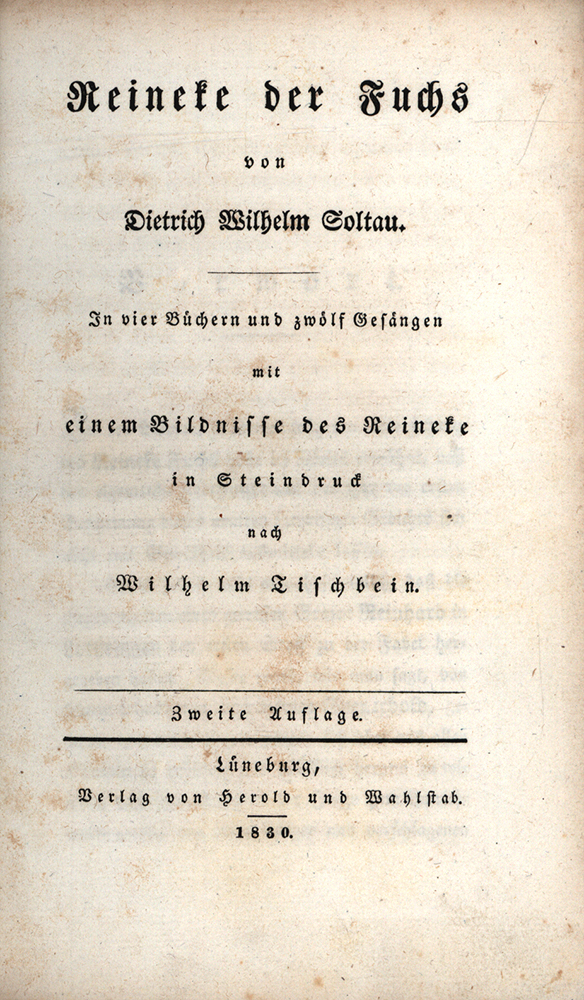 Reineke der Fuchs
von
Dietrich Wilhelm Soltau.
In vier Büchern und zwölf Gesängen
mit
einem Bildnisse des Reineke
in Steindruck
nach
Wilhelm Tischbein.
Zweite Auflage.
Lüneburg,
Verlag von Herold und Wahlstab.
1830.